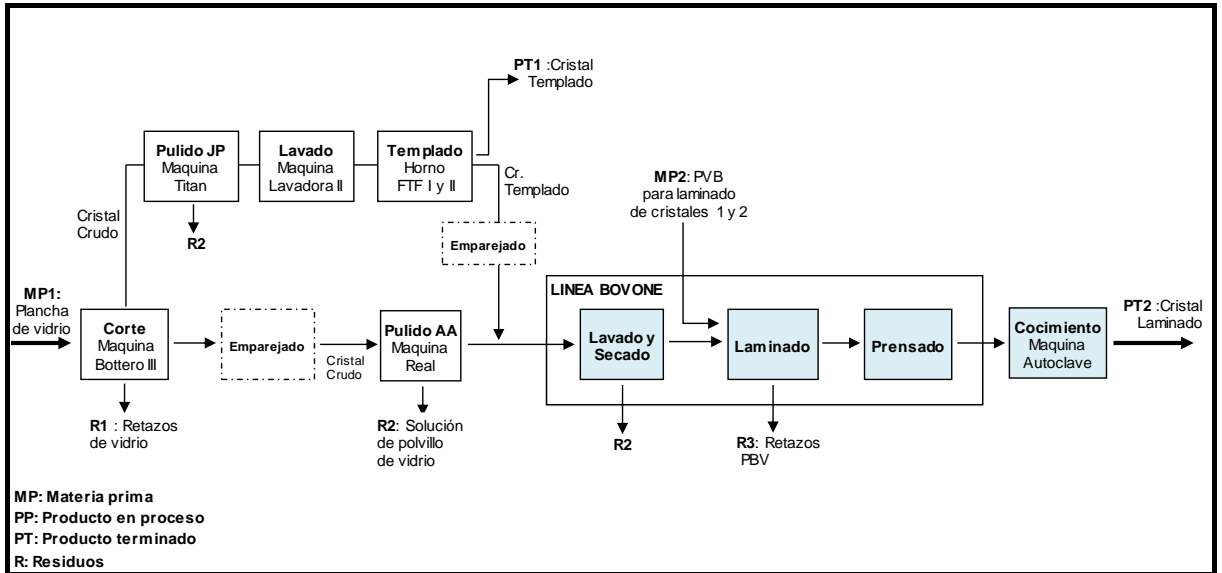 PT1 :Cristal
Templado
Pulido JP
Maquina
Titan
Lavado
Maquina
Lavadora II
Templado
Horno
FTF I y II
Cr.
Templado
MP2: PVB
para laminado
de cristales 1 y 2
Cristal
Crudo
R2
Emparejado
MP1:
Plancha
de vidrio
Corte
Maquina
Bottero III
Emparejado
Cristal
Crudo
Pulido AA
Maquina
Real
LINEA BOVONE
Lavado y
Secado
Laminado
Prensado
Cocimiento
Maquina
Autoclave
PT2 :Cristal
Laminado
R1 : Retazos
de vidrio
R2: Solución
de polvillo
de vidrio
R2
R3: Retazos
PBV
MP: Materia prima
PP: Producto en proceso
PT: Producto terminado
R: Residuos